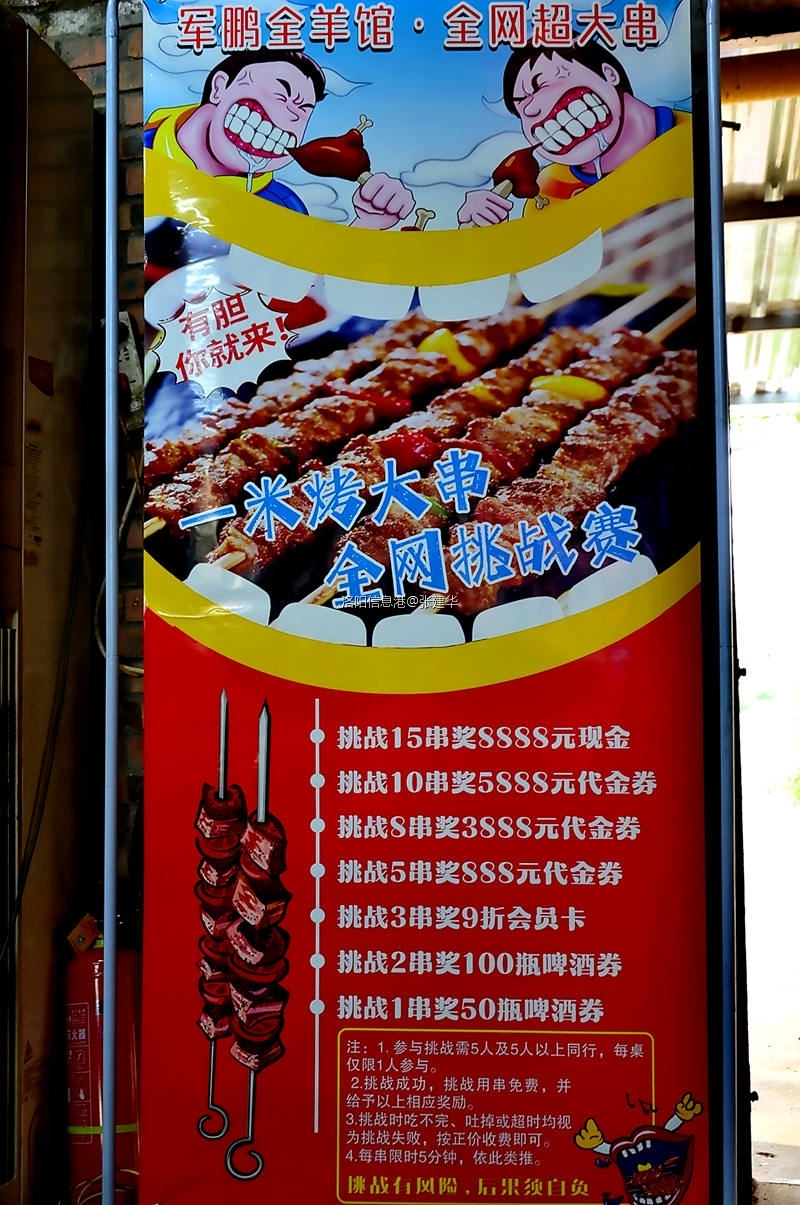 军鹏全羊馆·全网超大串
有胆
你就来!
一米烤大串
全网挑战赛
洛阳信息港@张建华
挑战15串奖8888元现金
挑战10串奖5888元代金券
挑战8串奖3888元代金券
挑战5串奖888元代金券
挑战3串奖9折会员卡
挑战2串奖100瓶啤酒券
挑战1串奖50瓶啤酒券
注：1.参与挑战需5人及5人以上同行，每桌
仅限1人参与。
2.挑战成功，挑战用串免费，并
给予以上相应奖励。
3.挑战时吃不完、吐掉或超时均视
为挑战失败，按正价收费即可。
4.每串限时5分钟，依此类推。
挑战有风险，后果须自负